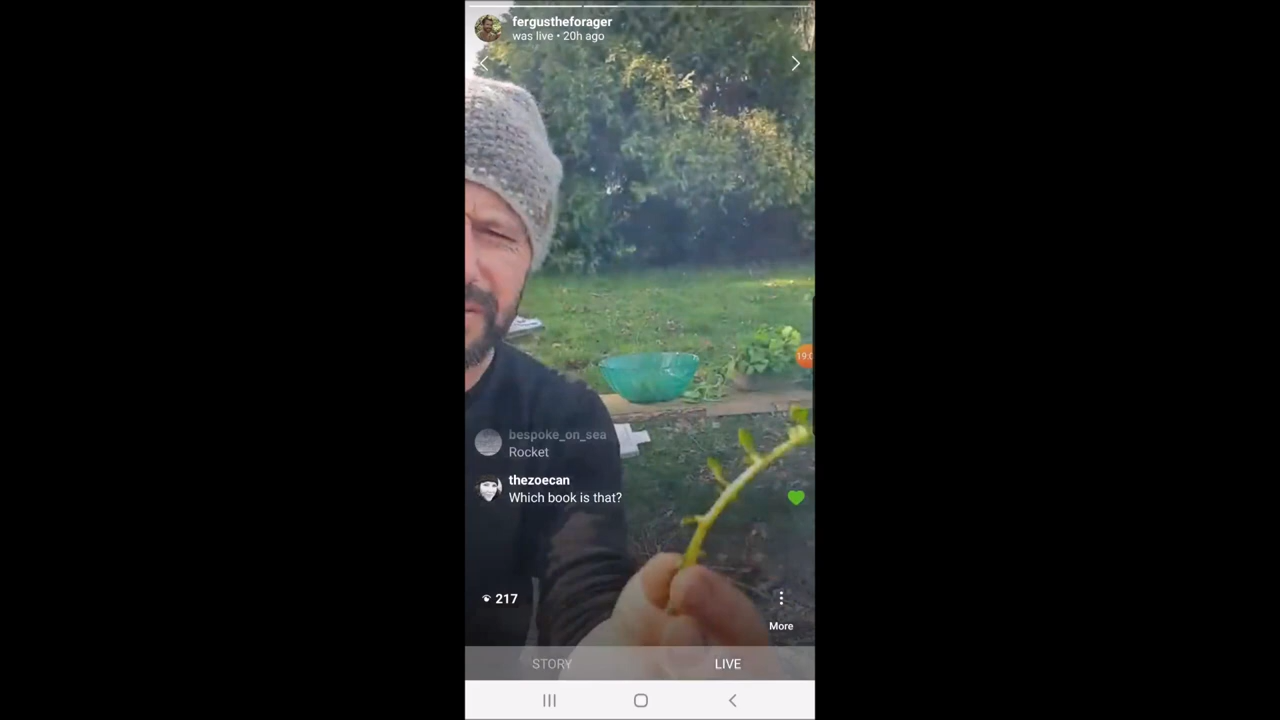 fergustheforager
was live • 20h ago
bespoke_on_sea
Rocket
thezoecan
Which book is that?
217
More
STORY
LIVE